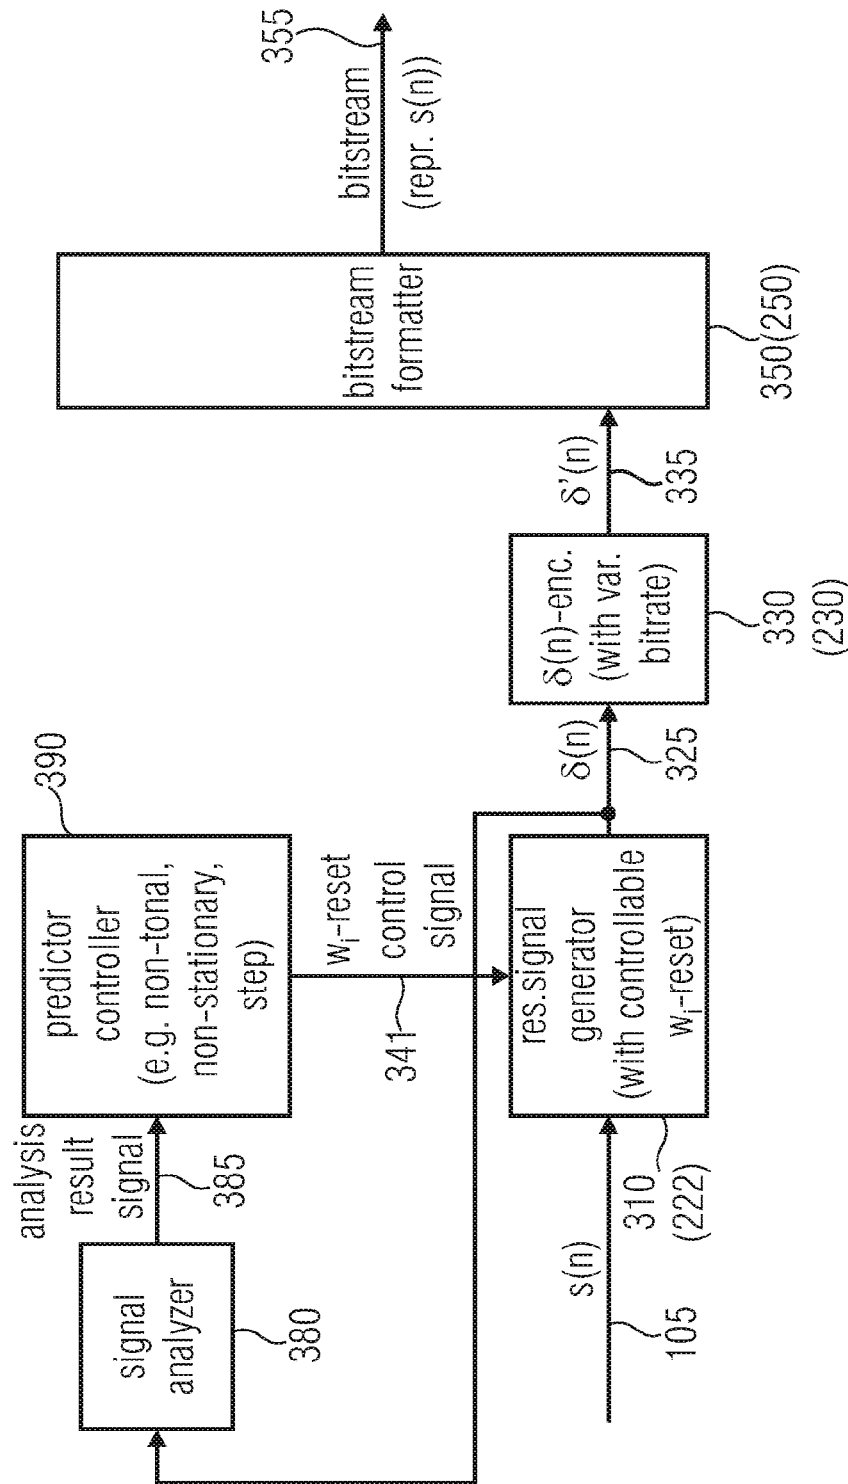 390
predictor
controller
(e.g. non-tonal,
non-stationary,
step)
analysis
result
signal
385
signal
analyzer
380
wi-reset
control
signal
341
s(n)
105
res.signal
generator
(with controllable
wi-reset)
310
(222)
δ(n)
325
δ(n)-enc.
(with var.
bitrate)
330
(230)
δ'(n)
335
bitstream
formatter
350(250)
bitstream
(repr. s(n))
355